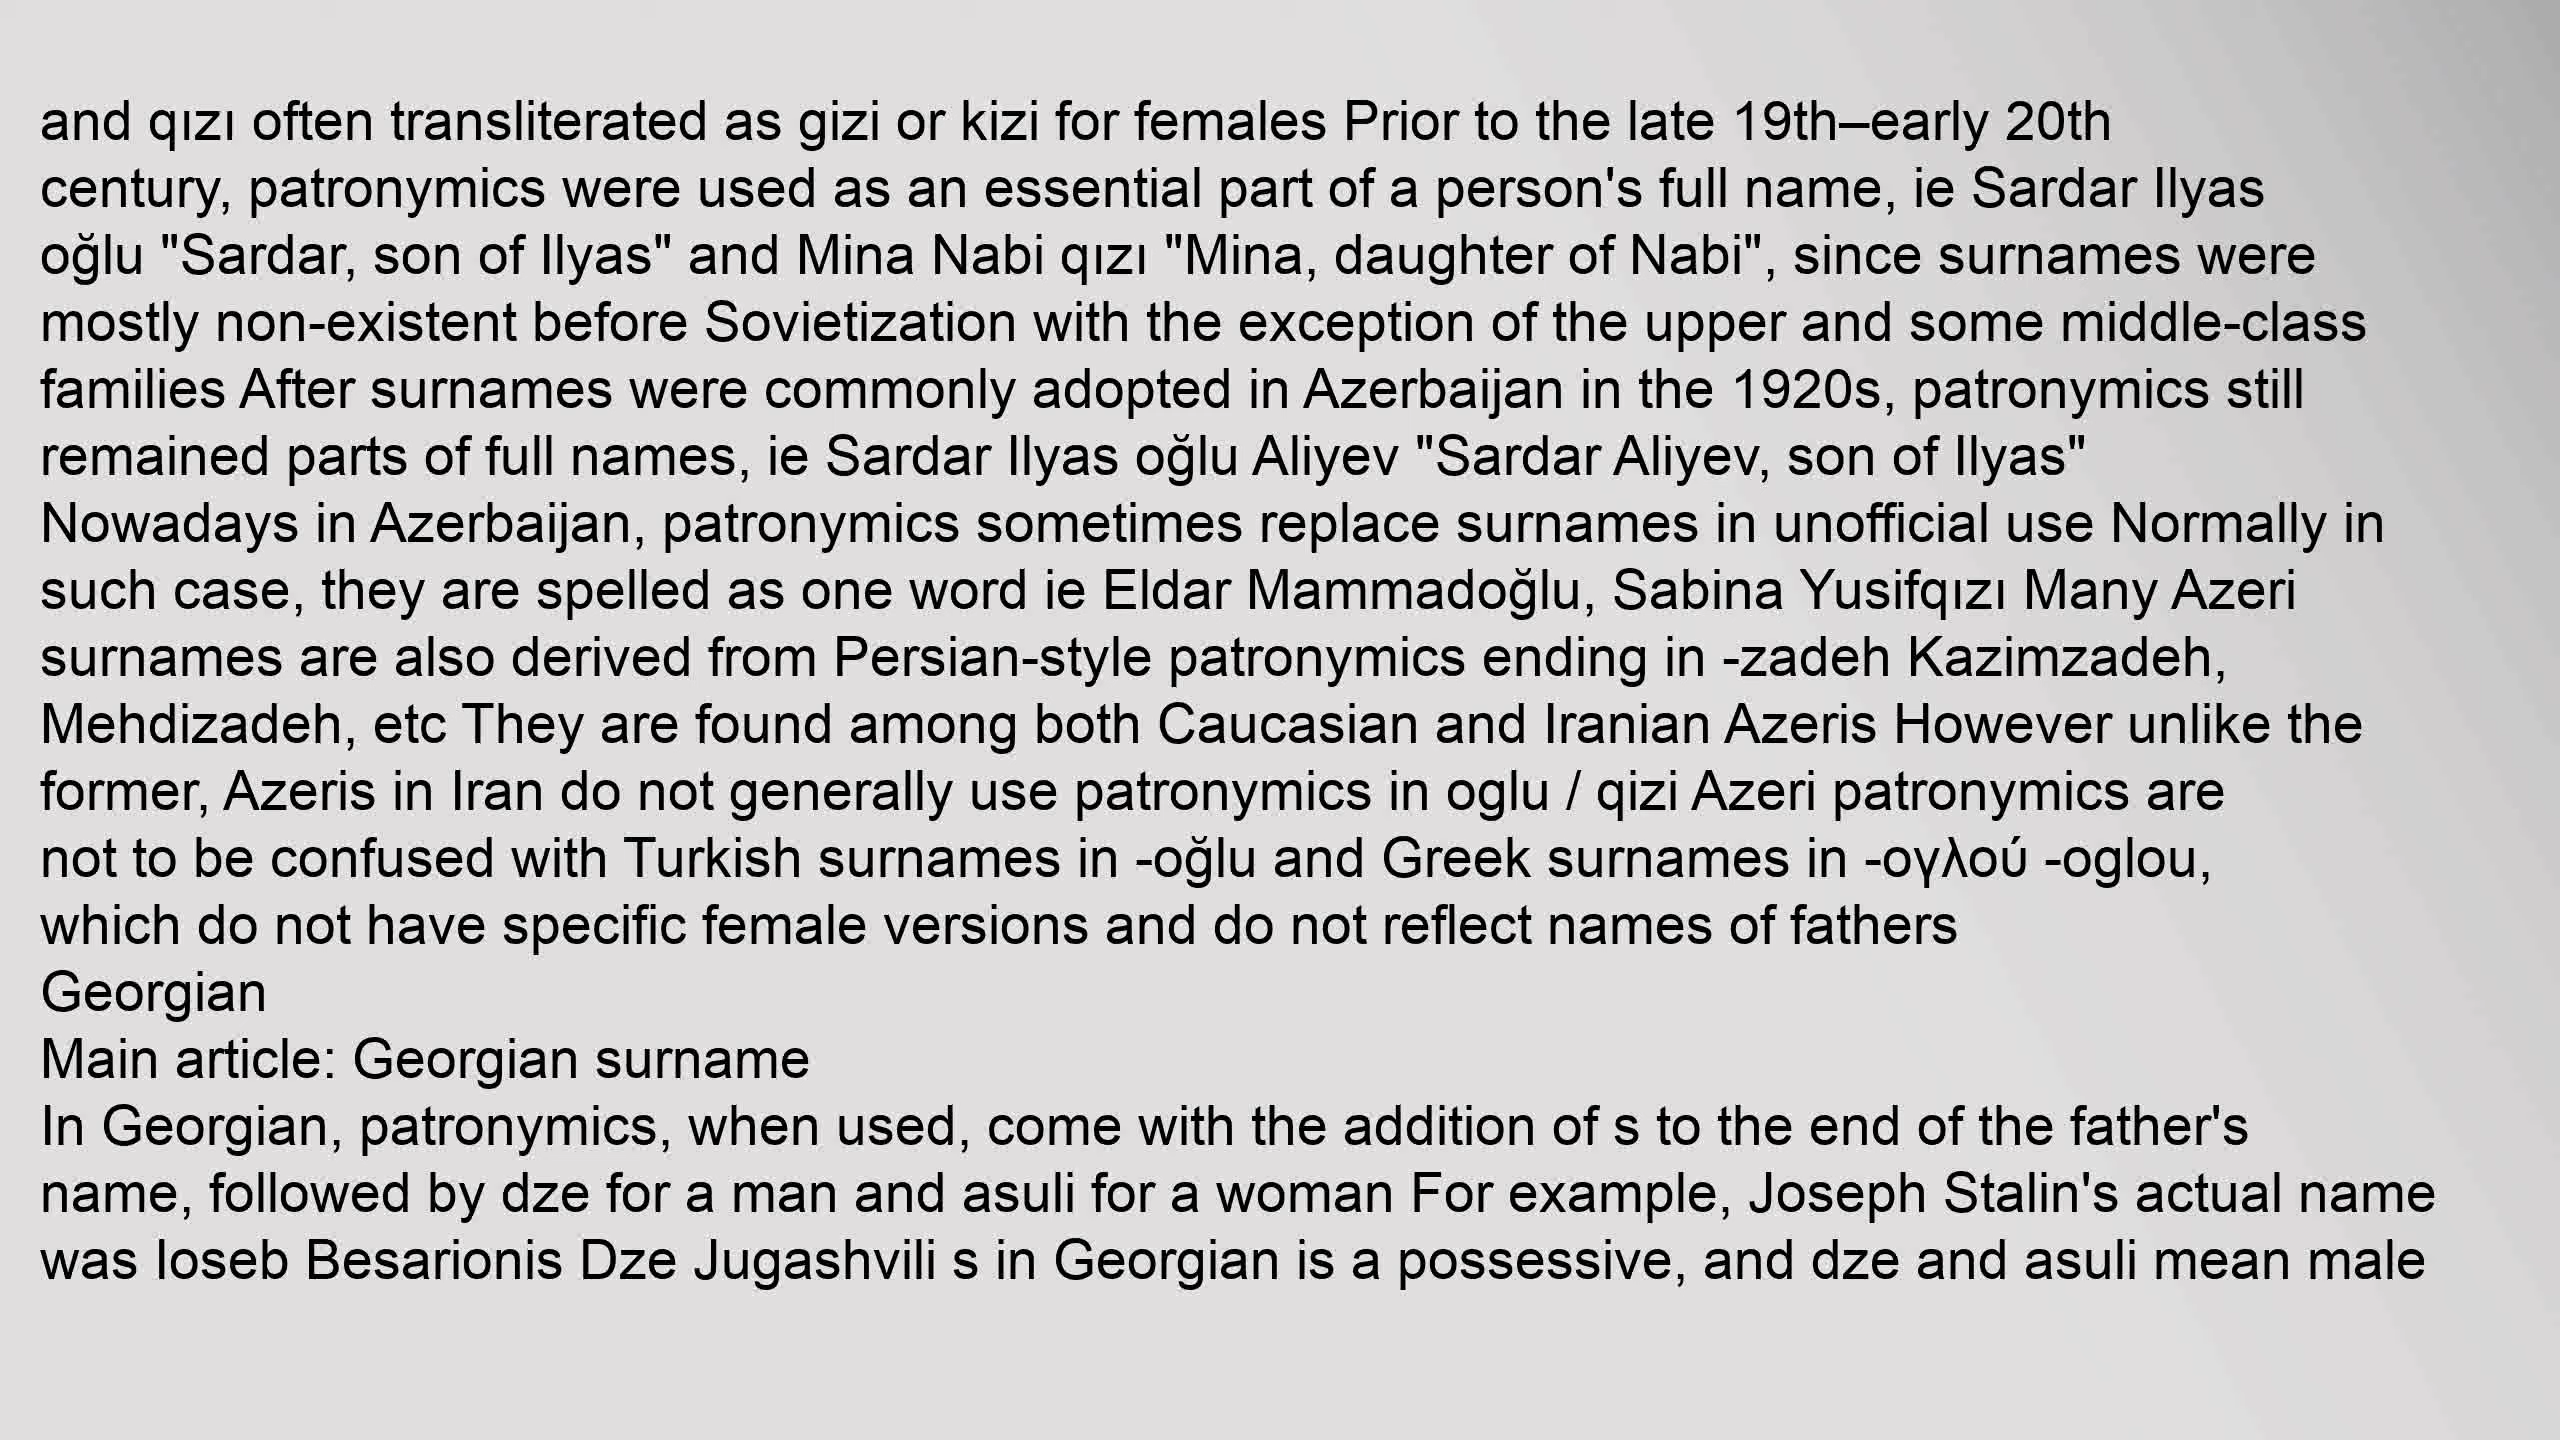 and qızı often transliterated as gizi or kizi for females Prior to the late 19th–early 20th
century, patronymics were used as an essential part of a person's full name, ie Sardar Ilyas
oğlu "Sardar, son of Ilyas" and Mina Nabi qızı "Mina, daughter of Nabi", since surnames were
mostly non-existent before Sovietization with the exception of the upper and some middle-class
families After surnames were commonly adopted in Azerbaijan in the 1920s, patronymics still
remained parts of full names, ie Sardar Ilyas oğlu Aliyev "Sardar Aliyev, son of Ilyas"
Nowadays in Azerbaijan, patronymics sometimes replace surnames in unofficial use Normally in
such case, they are spelled as one word ie Eldar Mammadoğlu, Sabina Yusifqızı Many Azeri
surnames are also derived from Persian-style patronymics ending in -zadeh Kazimzadeh,
Mehdizadeh, etc They are found among both Caucasian and Iranian Azeris However unlike the
former, Azeris in Iran do not generally use patronymics in oglu / qizi Azeri patronymics are
not to be confused with Turkish surnames in -oğlu and Greek surnames in -ογλού -oglou,
which do not have specific female versions and do not reflect names of fathers
Georgian
Main article: Georgian surname
In Georgian, patronymics, when used, come with the addition of s to the end of the father's
name, followed by dze for a man and asuli for a woman For example, Joseph Stalin's actual name
was Ioseb Besarionis Dze Jugashvili s in Georgian is a possessive, and dze and asuli mean male